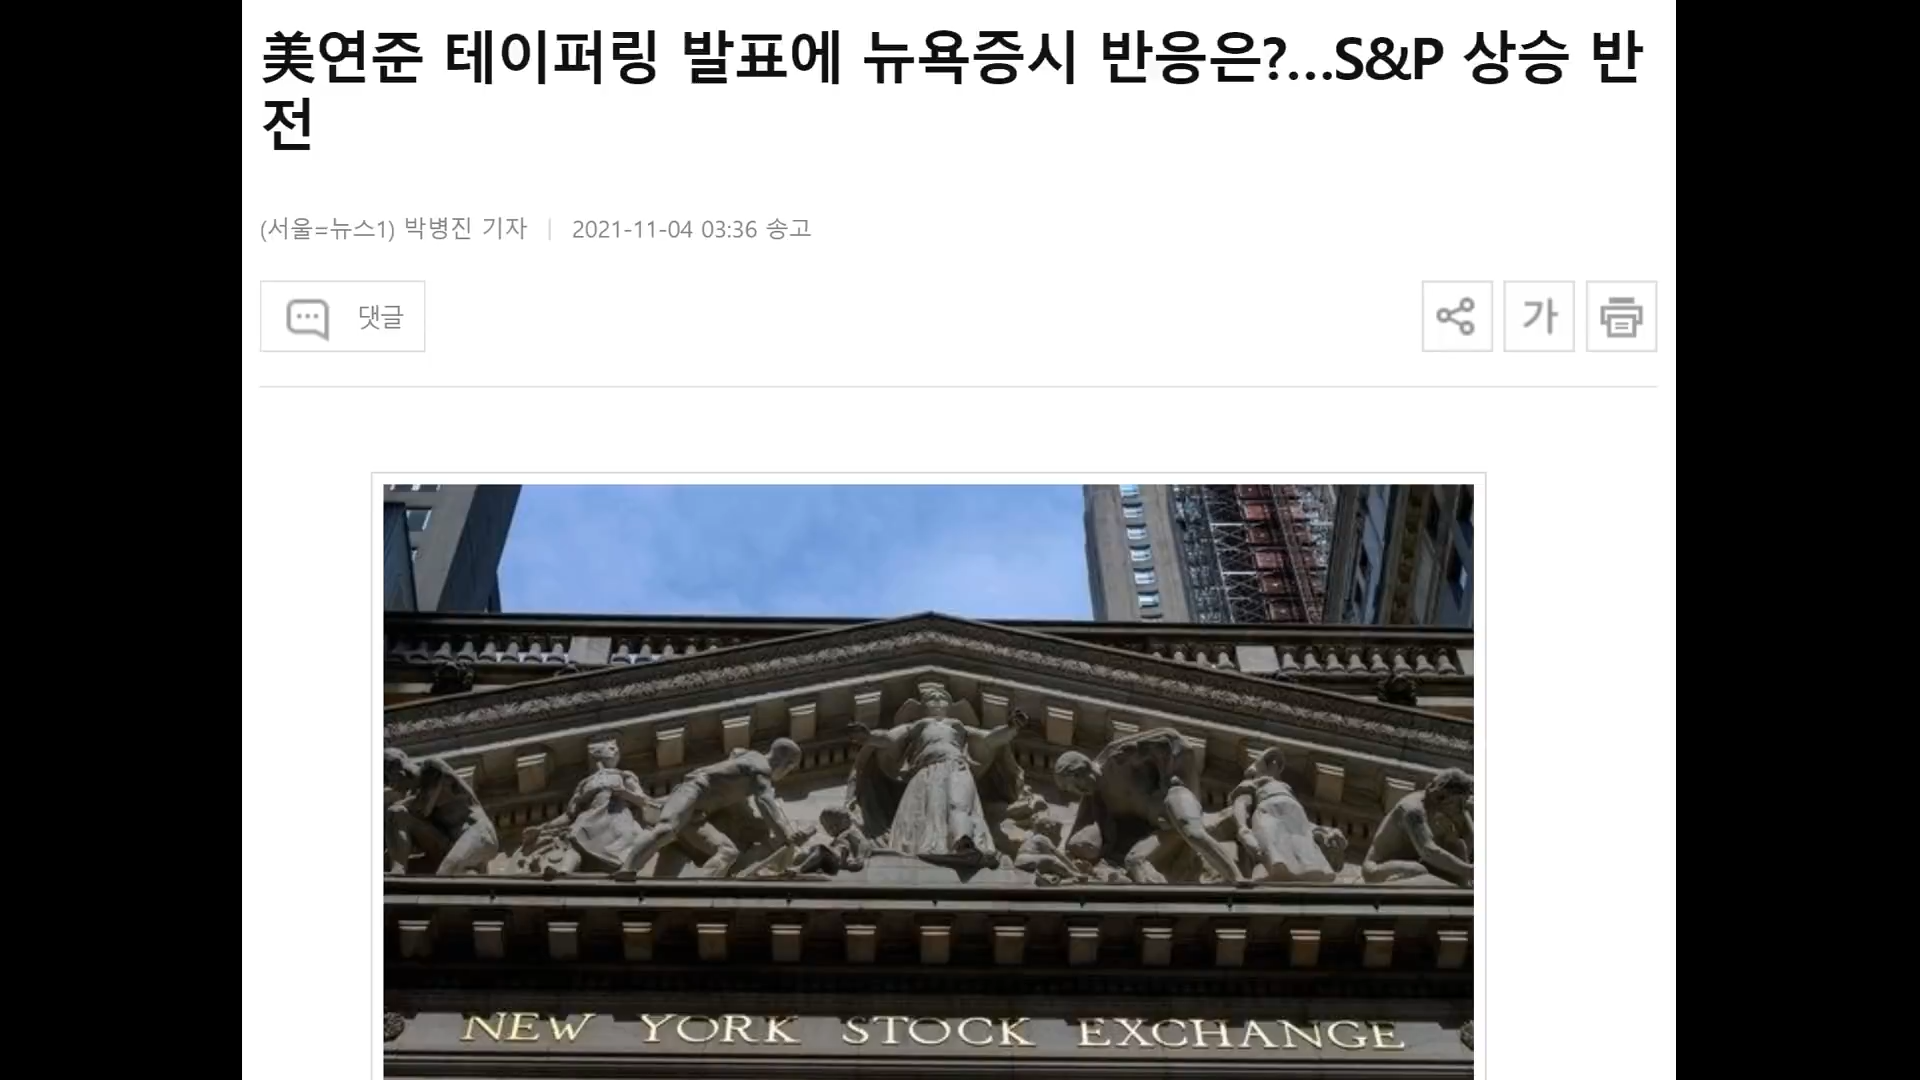 美연준 테이퍼링 발표에 뉴욕증시 반응은?...S&P 상승 반
전
(서울=뉴스1) 박병진 기자 | 2021-11-04 03:36 송고
댓글
가
NEW YORK STOCK EXCHANGE